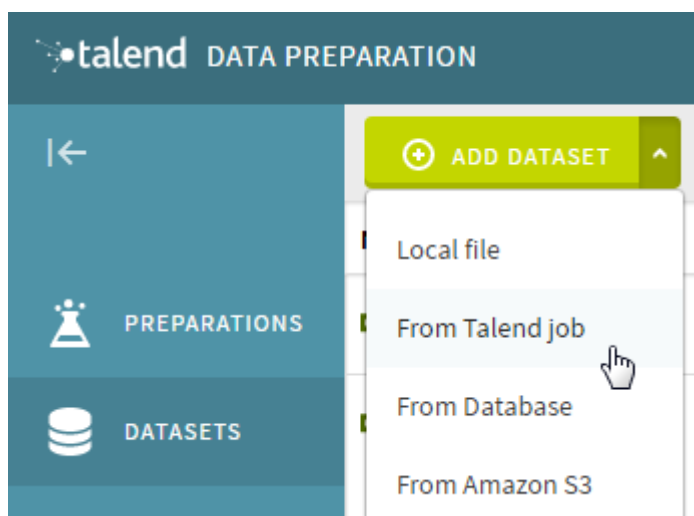 talend DATA PREPARATION
ADD DATASET
Local file
PREPARATIONS
From Talend job
From Database
DATASETS
From Amazon S3